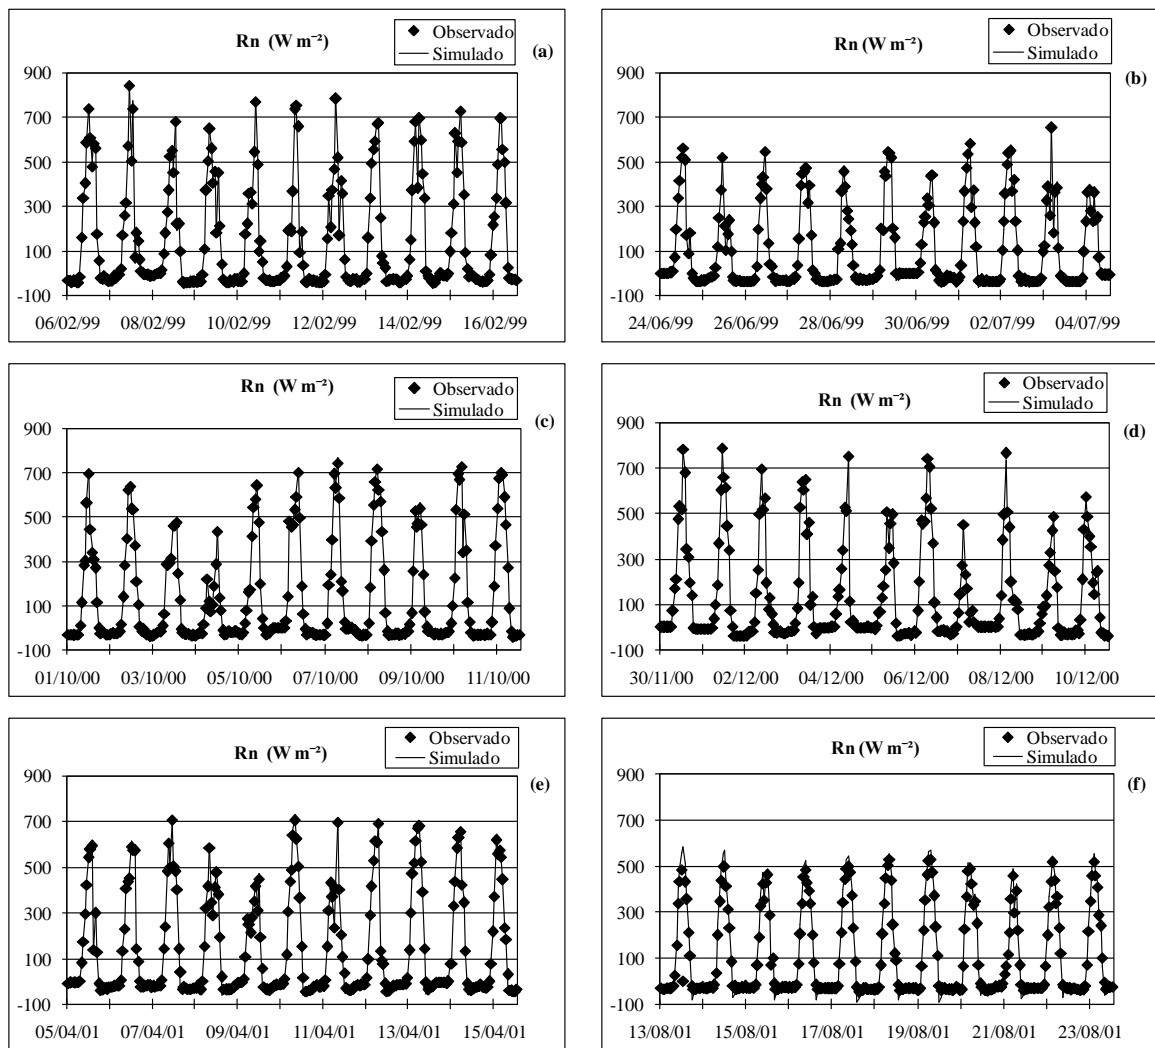 Rn (W m⁻²)
Observado
Simulado
(a)
900
700
500
300
100
-100
06/02/99 08/02/99 10/02/99 12/02/99 14/02/99 16/02/99
Rn (W m⁻²)
Observado
Simulado
(b)
900
700
500
300
100
-100
24/06/99 26/06/99 28/06/99 30/06/99 02/07/99 04/07/99
Rn (W m⁻²)
Observado
Simulado
(c)
900
700
500
300
100
-100
01/10/00 03/10/00 05/10/00 07/10/00 09/10/00 11/10/00
Rn (W m⁻²)
Observado
Simulado
(d)
900
700
500
300
100
-100
30/11/00 02/12/00 04/12/00 06/12/00 08/12/00 10/12/00
Rn (W m⁻²)
Observado
Simulado
(e)
900
700
500
300
100
-100
05/04/01 07/04/01 09/04/01 11/04/01 13/04/01 15/04/01
Rn (W m⁻²)
Observado
Simulado
(f)
900
700
500
300
100
-100
13/08/01 15/08/01 17/08/01 19/08/01 21/08/01 23/08/01